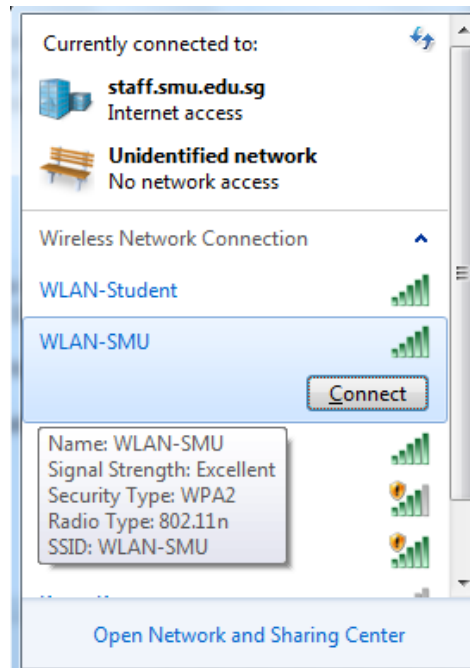 Currently connected to:
staff.smu.edu.sg
Internet access
Unidentified network
No network access
Wireless Network Connection
WLAN-Student
WLAN-SMU
Connect
Name: WLAN-SMU
Signal Strength: Excellent
Security Type: WPA2
Radio Type: 802.11n
SSID: WLAN-SMU
Open Network and Sharing Center